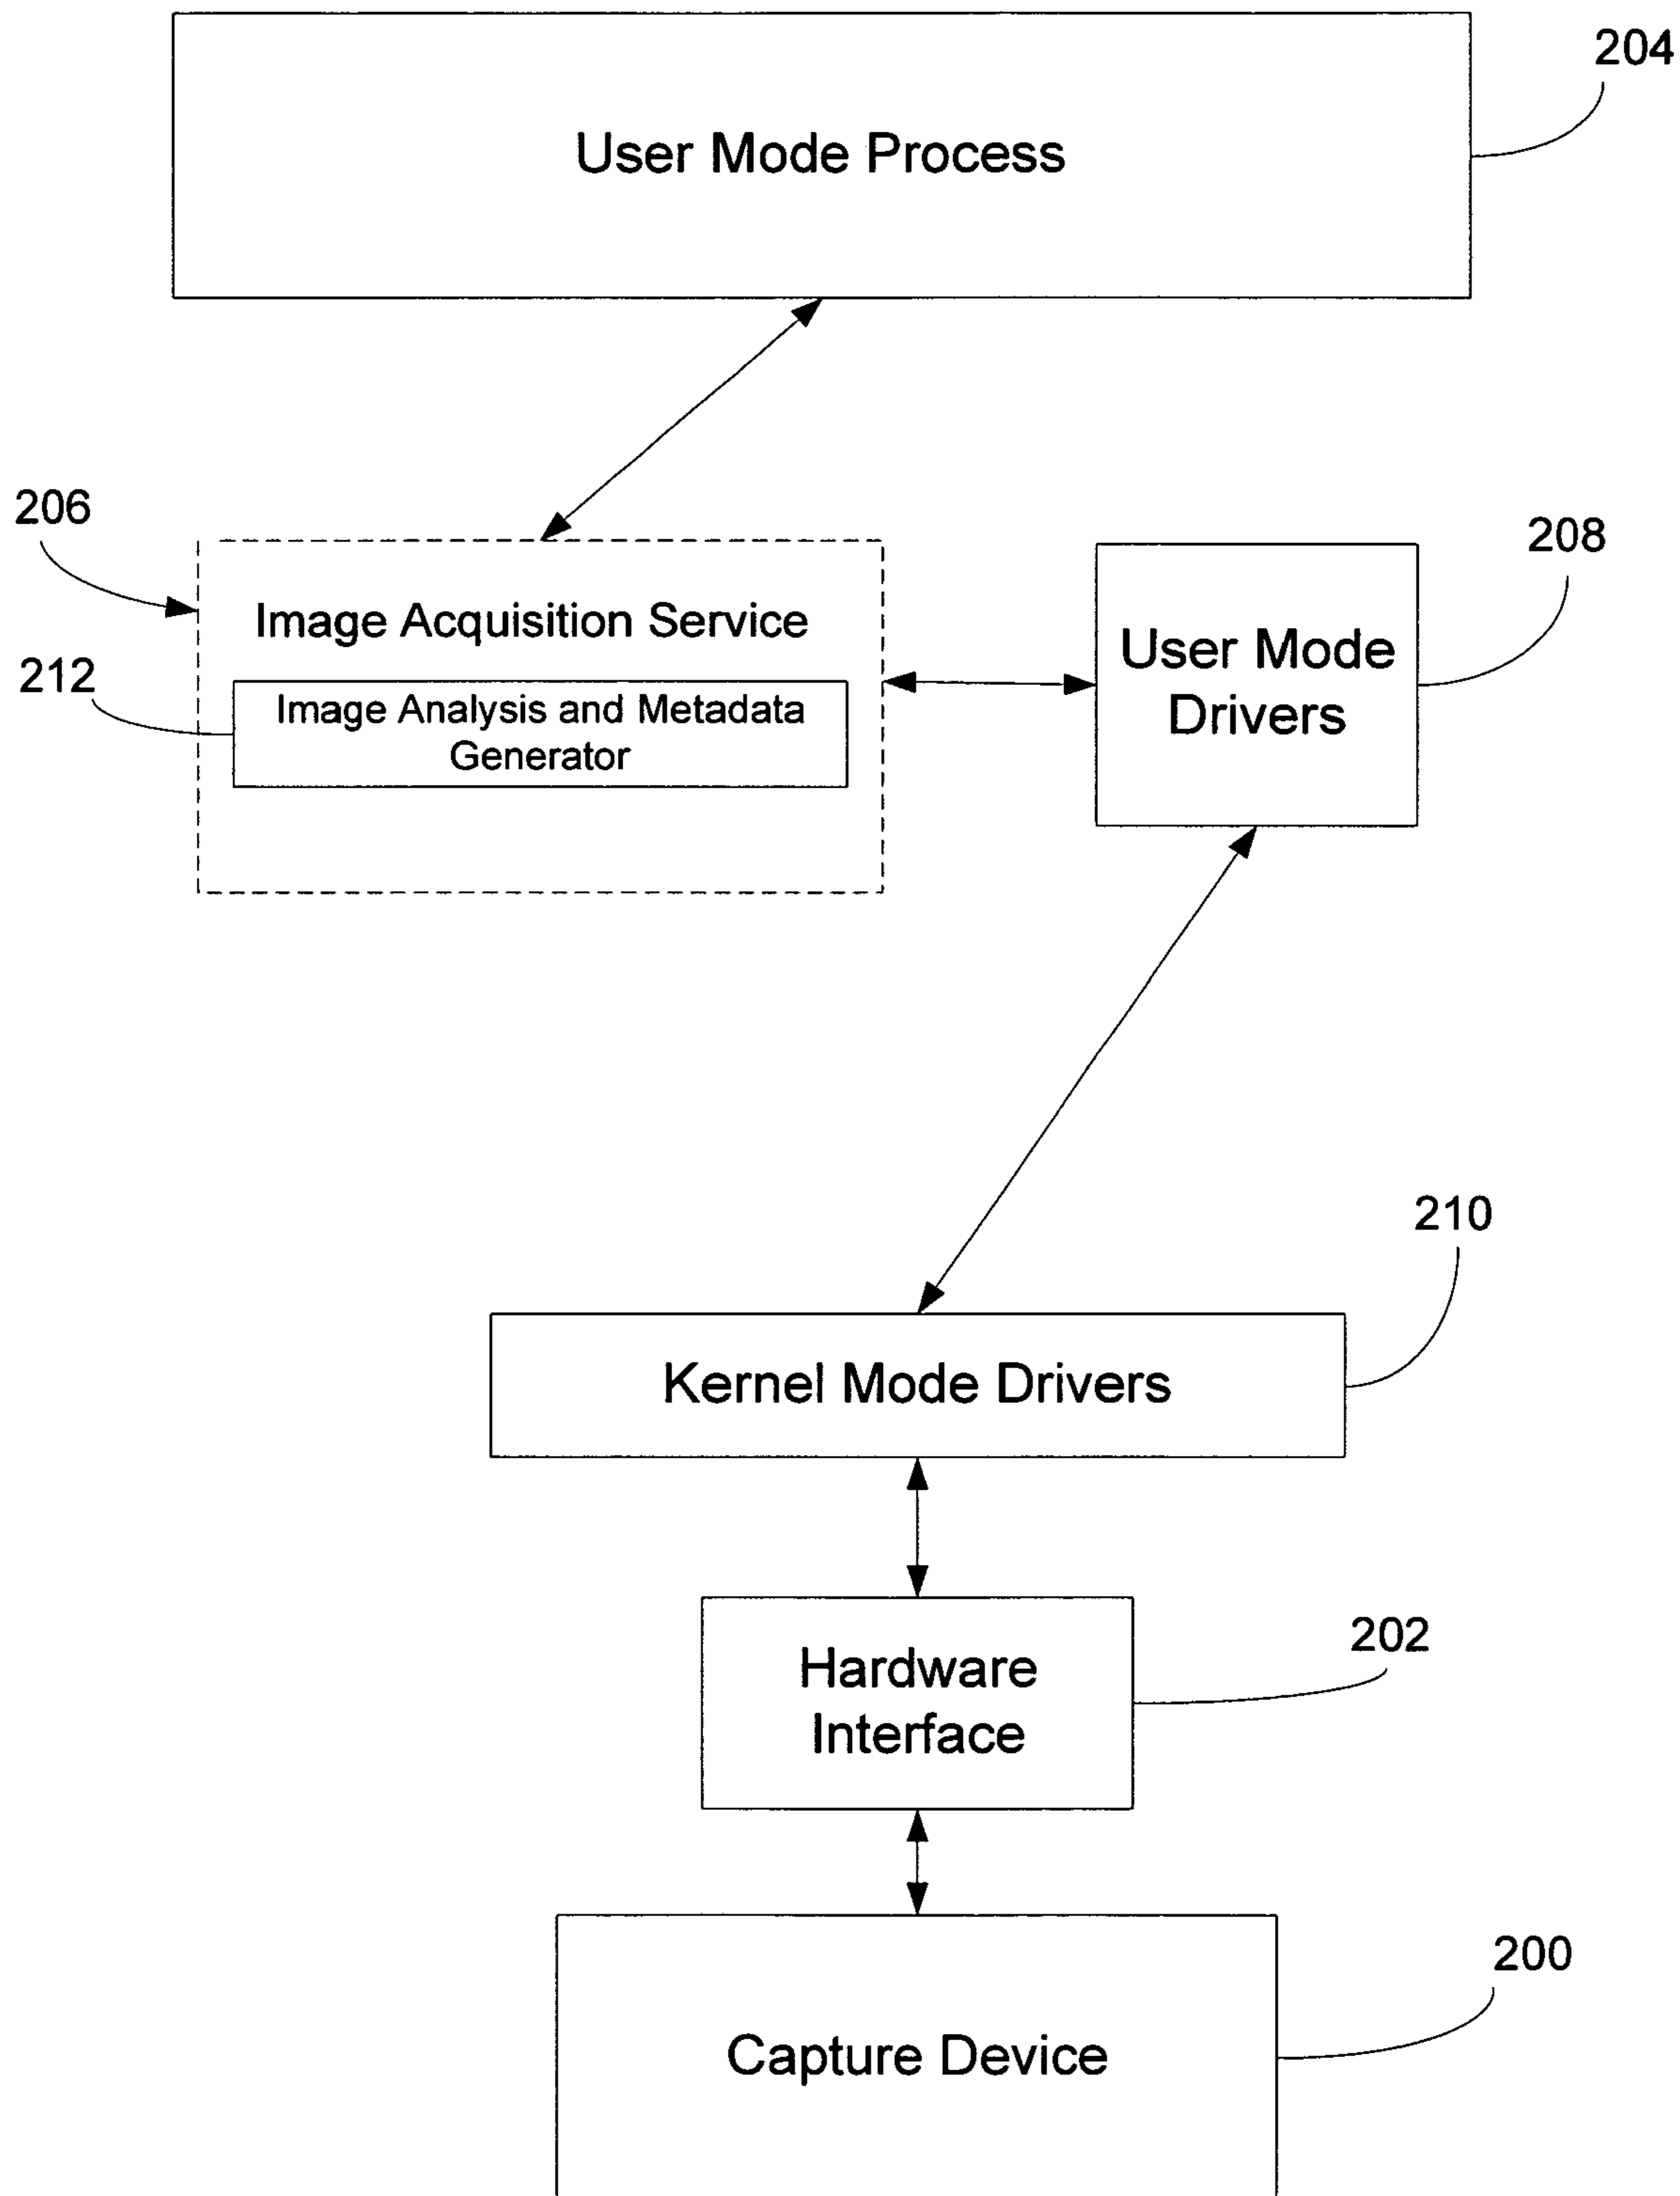 204
User Mode Process
206
208
Image Acquisition Service
User Mode
Drivers
212
Image Analysis and Metadata
Generator
210
Kernel Mode Drivers
202
Hardware
Interface
200
Capture Device